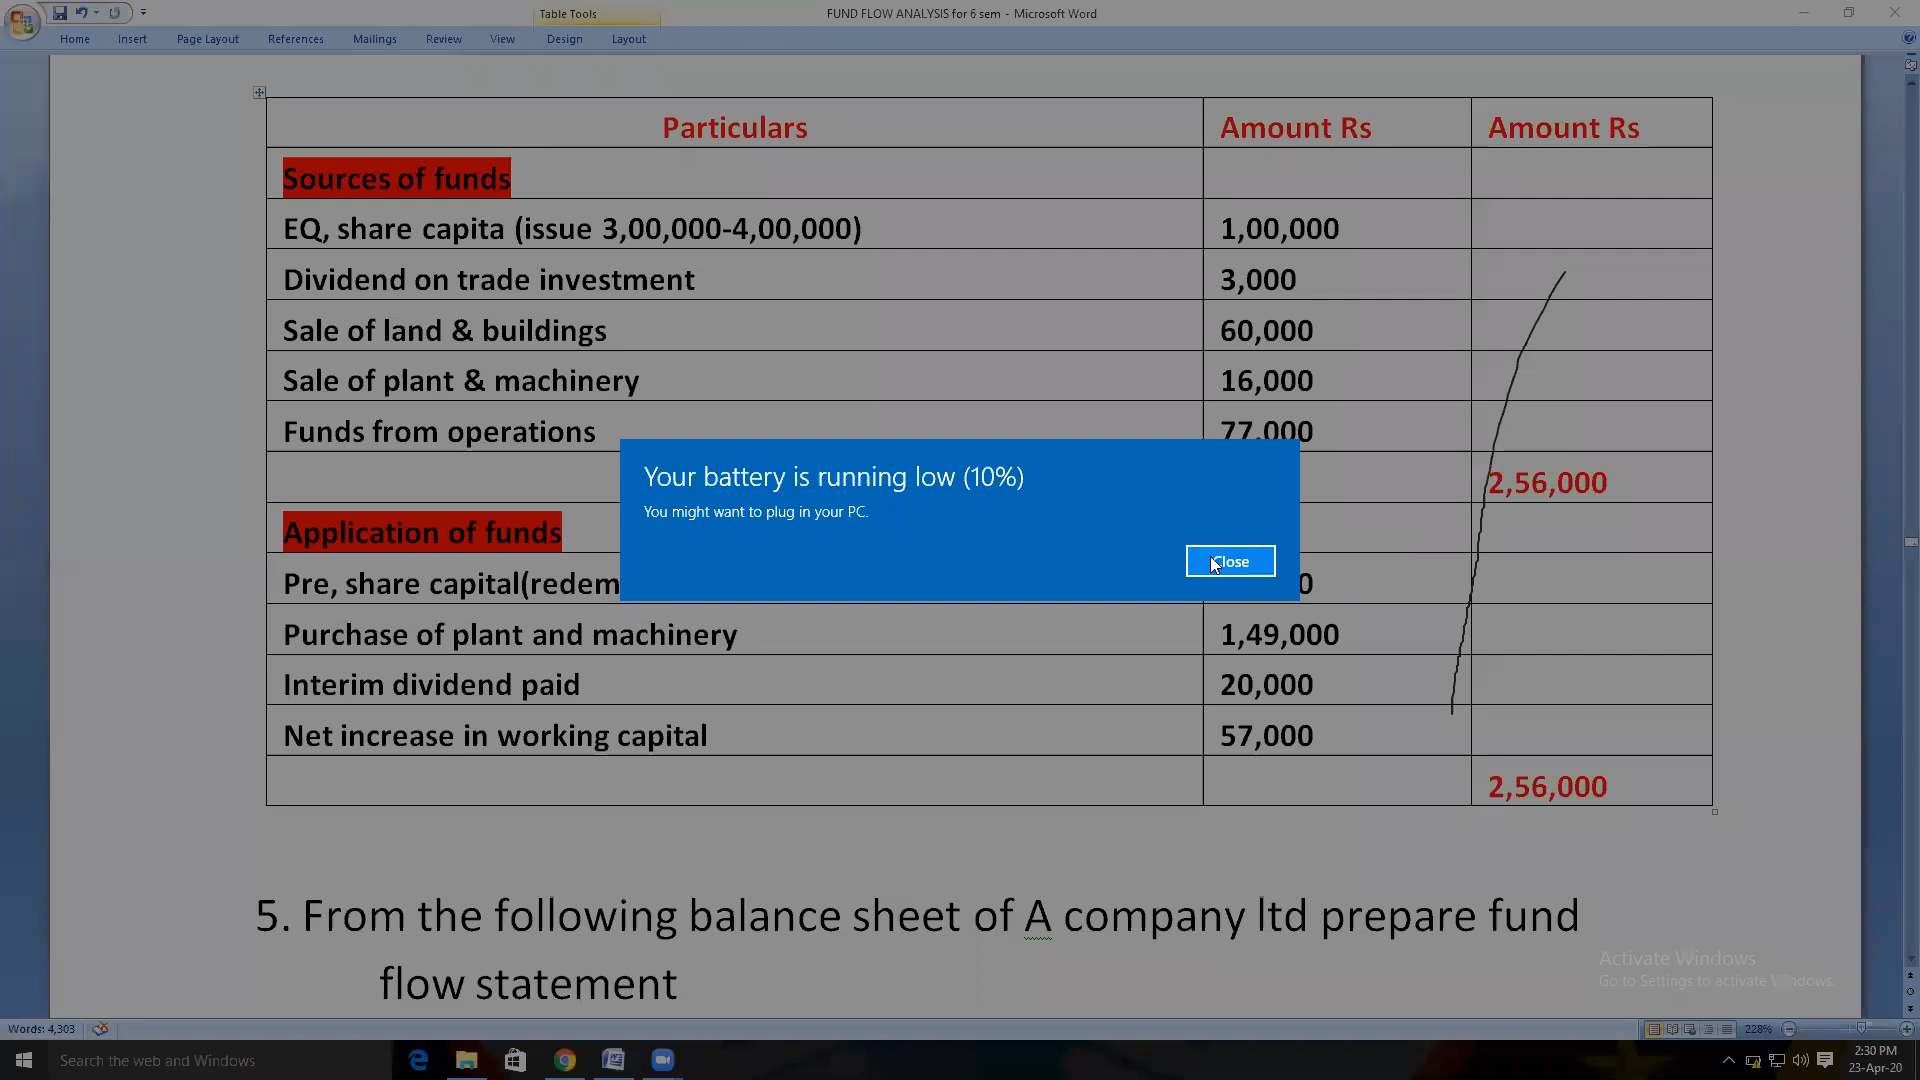 Table Tools
FUND FLOW ANALYSIS for 6 sem - Microsoft Word
Home Insert Page Layout References Mailings Review View Design Layout
Particulars Amount Rs Amount Rs
Sources of funds
EQ, share capita (issue 3,00,000-4,00,000) 1,00,000
Dividend on trade investment 3,000
Sale of land & buildings 60,000
Sale of plant & machinery 16,000
Funds from operations 77,000
2,56,000
Your battery is running low (10%)
You might want to plug in your PC.
Close
Application of funds
Pre, share capital(redem
Purchase of plant and machinery 1,49,000
Interim dividend paid 20,000
Net increase in working capital 57,000
2,56,000
5. From the following balance sheet of A company ltd prepare fund
flow statement
Activate Windows
Go to Settings to activate Windows.
Words: 4,303 228%
Search the web and Windows
2:30 PM
23-Apr-20